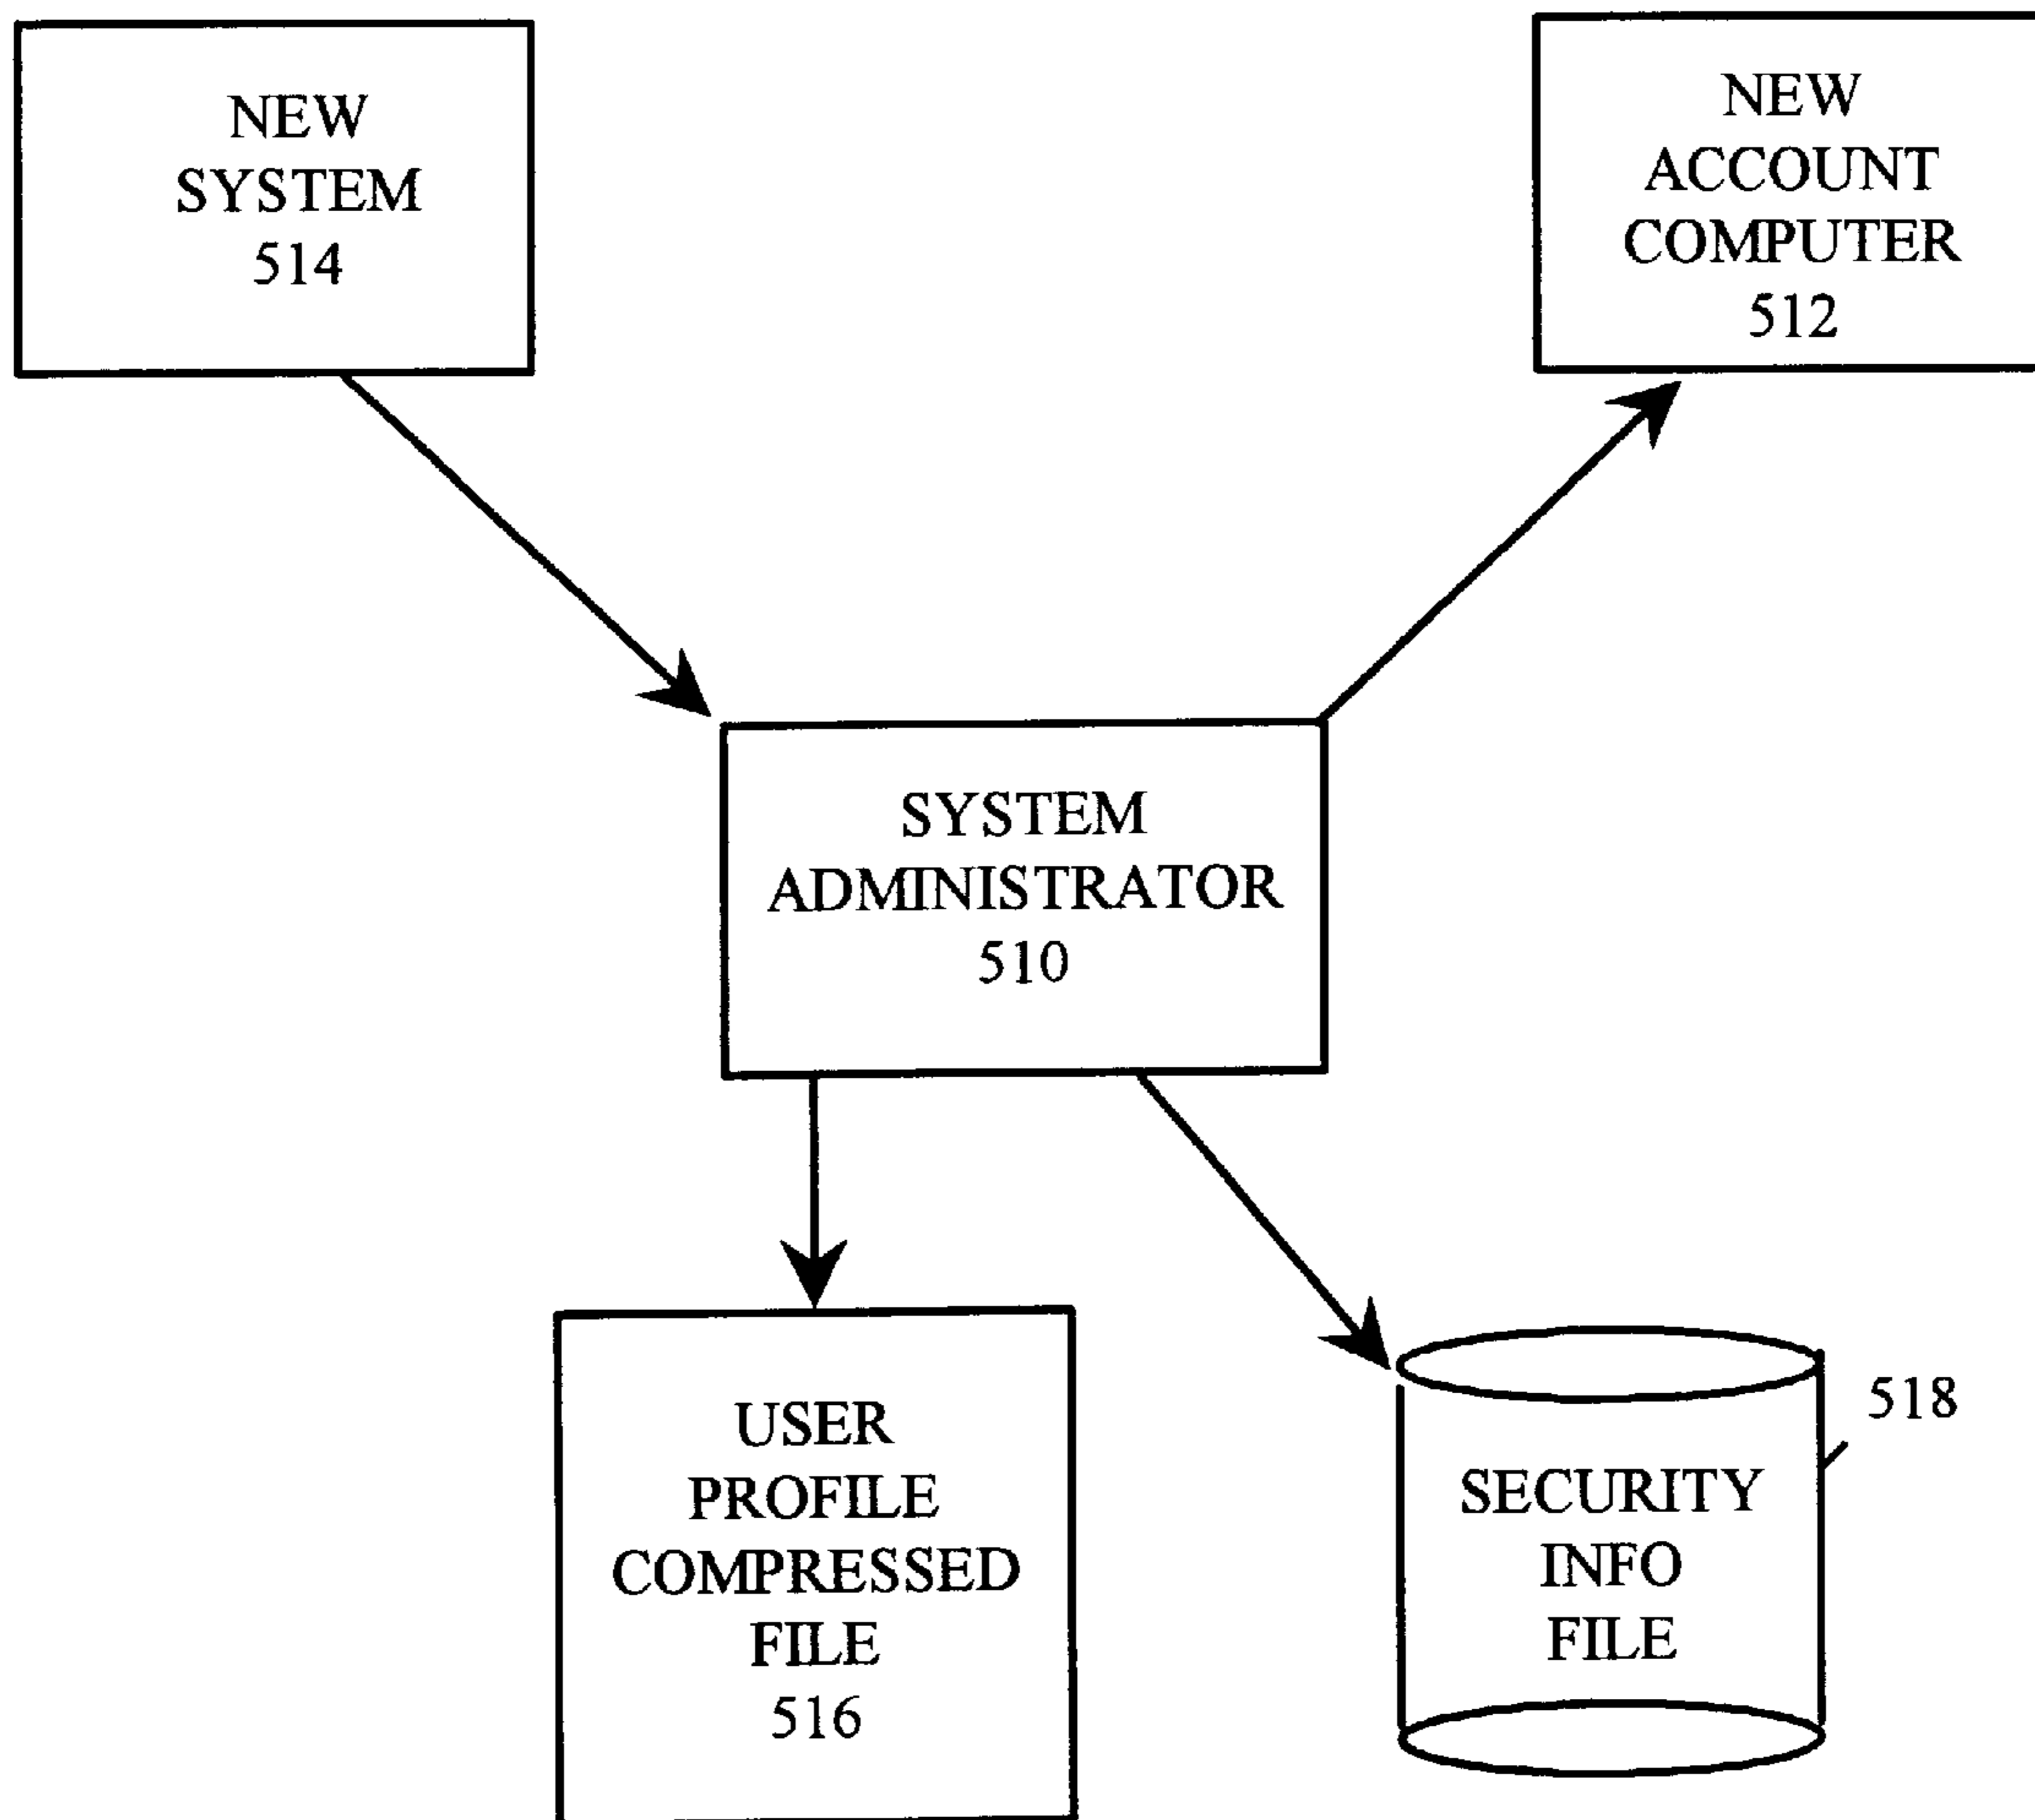 NEW
SYSTEM
514
NEW
ACCOUNT
COMPUTER
512
SYSTEM
ADMINISTRATOR
510
USER
PROFILE
COMPRESSED
FILE
516
518
SECURITY
INFO
FILE